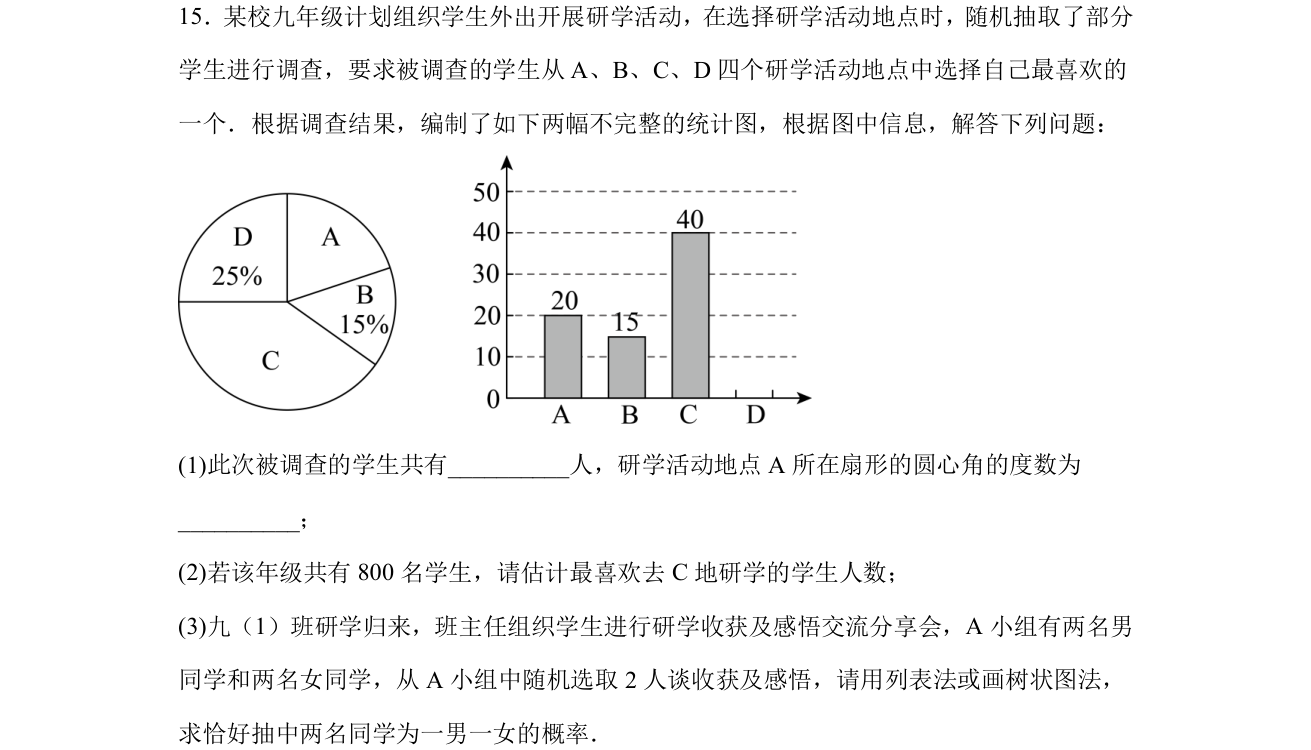 15．某校九年级计划组织学生外出开展研学活动，在选择研学活动地点时，随机抽取了部分
学生进行调查，要求被调查的学生从 A、B、C、D 四个研学活动地点中选择自己最喜欢的
一个．根据调查结果，编制了如下两幅不完整的统计图，根据图中信息，解答下列问题：
D
25%
A
B
15%
C
50
40
30
20
10
0
20
15
40
A
B
C
D
(1)此次被调查的学生共有__________人，研学活动地点 A 所在扇形的圆心角的度数为
__________；
(2)若该年级共有 800 名学生，请估计最喜欢去 C 地研学的学生人数；
(3)九（1）班研学归来，班主任组织学生进行研学收获及感悟交流分享会，A 小组有两名男
同学和两名女同学，从 A 小组中随机选取 2 人谈收获及感悟，请用列表法或画树状图法，
求恰好抽中两名同学为一男一女的概率．